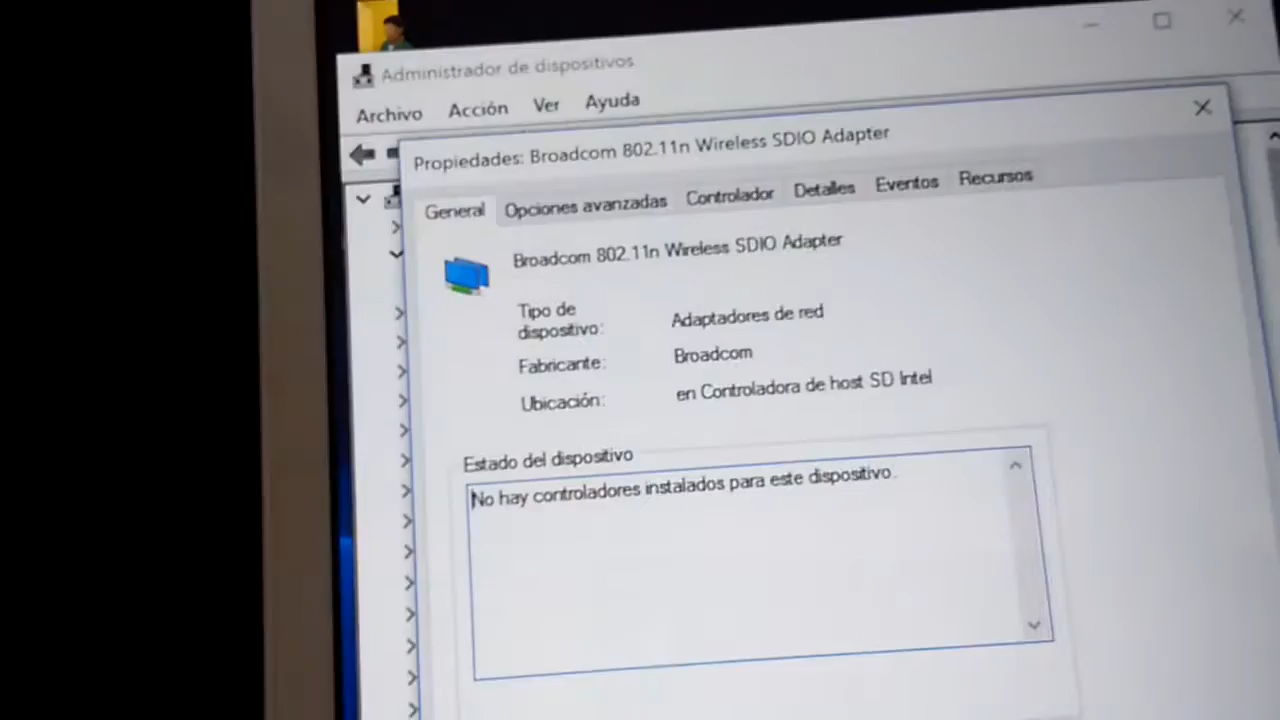 Administrador de dispositivos
Archivo Acción Ver Ayuda
Propiedades: Broadcom 802.11n Wireless SDIO Adapter
General Opciones avanzadas Controlador Detalles Eventos Recursos
Broadcom 802.11n Wireless SDIO Adapter
Tipo de
dispositivo: Adaptadores de red
Fabricante: Broadcom
Ubicación: en Controladora de host SD Intel
Estado del dispositivo
No hay controladores instalados para este dispositivo.